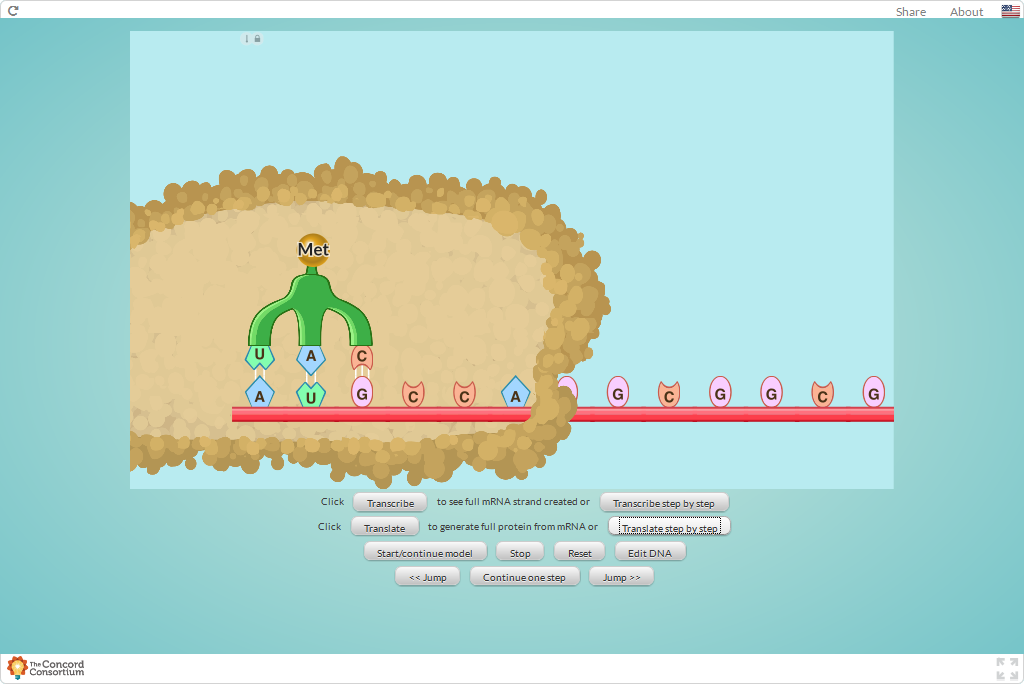 Share About
Met
U A C
A U G C C A G C G G C G
Click Transcribe to see full mRNA strand created or Transcribe step by step
Click Translate to generate full protein from mRNA or Translate step by step
Start/continue model Stop Reset Edit DNA
<< Jump Continue one step Jump >>
The Concord
Consortium